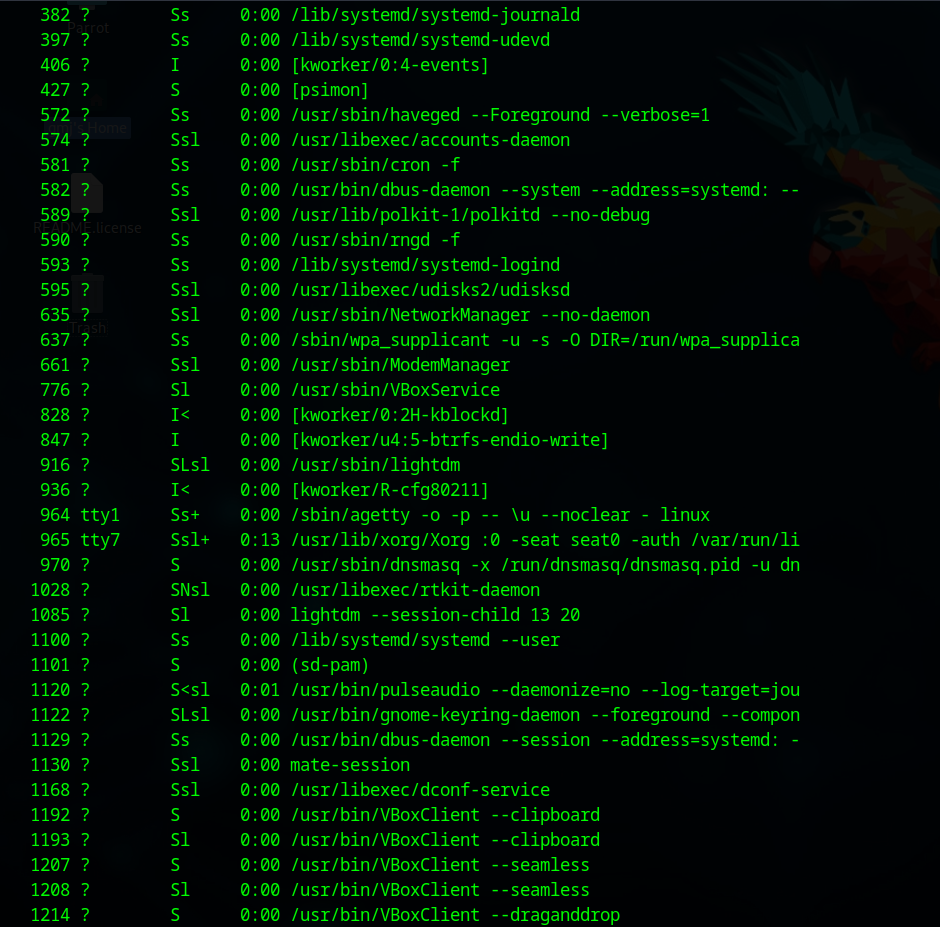 382 ? Ss 0:00 /lib/systemd/systemd-journald
Parrot
397 ? Ss 0:00 /lib/systemd/systemd-udevd
406 ? I 0:00 [kworker/0:4-events]
427 ? S 0:00 [psimon]
572 ? Ss 0:00 /usr/sbin/haveged --Foreground --verbose=1
Home
574 ? Ssl 0:00 /usr/libexec/accounts-daemon
581 ? Ss 0:00 /usr/sbin/cron -f
582 ? Ss 0:00 /usr/bin/dbus-daemon --system --address=systemd: --
589 ? Ssl 0:00 /usr/lib/polkit-1/polkitd --no-debug
README.license
590 ? Ss 0:00 /usr/sbin/rngd -f
593 ? Ss 0:00 /lib/systemd/systemd-logind
595 ? Ssl 0:00 /usr/libexec/udisks2/udisksd
635 ? Ssl 0:00 /usr/sbin/NetworkManager --no-daemon
Trash
637 ? Ss 0:00 /sbin/wpa_supplicant -u -s -O DIR=/run/wpa_supplica
661 ? Ssl 0:00 /usr/sbin/ModemManager
776 ? Sl 0:00 /usr/sbin/VBoxService
828 ? I< 0:00 [kworker/0:2H-kblockd]
847 ? I 0:00 [kworker/u4:5-btrfs-endio-write]
916 ? SLsl 0:00 /usr/sbin/lightdm
936 ? I< 0:00 [kworker/R-cfg80211]
964 tty1 Ss+ 0:00 /sbin/agetty -o -p -- \u --noclear - linux
965 tty7 Ssl+ 0:13 /usr/lib/xorg/Xorg :0 -seat seat0 -auth /var/run/li
970 ? S 0:00 /usr/sbin/dnsmasq -x /run/dnsmasq/dnsmasq.pid -u dn
1028 ? SNsl 0:00 /usr/libexec/rtkit-daemon
1085 ? Sl 0:00 lightdm --session-child 13 20
1100 ? Ss 0:00 /lib/systemd/systemd --user
1101 ? S 0:00 (sd-pam)
1120 ? S<sl 0:01 /usr/bin/pulseaudio --daemonize=no --log-target=jou
1122 ? SLsl 0:00 /usr/bin/gnome-keyring-daemon --foreground --compon
1129 ? Ss 0:00 /usr/bin/dbus-daemon --session --address=systemd: -
1130 ? Ssl 0:00 mate-session
1168 ? Ssl 0:00 /usr/libexec/dconf-service
1192 ? S 0:00 /usr/bin/VBoxClient --clipboard
1193 ? Sl 0:00 /usr/bin/VBoxClient --clipboard
1207 ? S 0:00 /usr/bin/VBoxClient --seamless
1208 ? Sl 0:00 /usr/bin/VBoxClient --seamless
1214 ? S 0:00 /usr/bin/VBoxClient --draganddrop